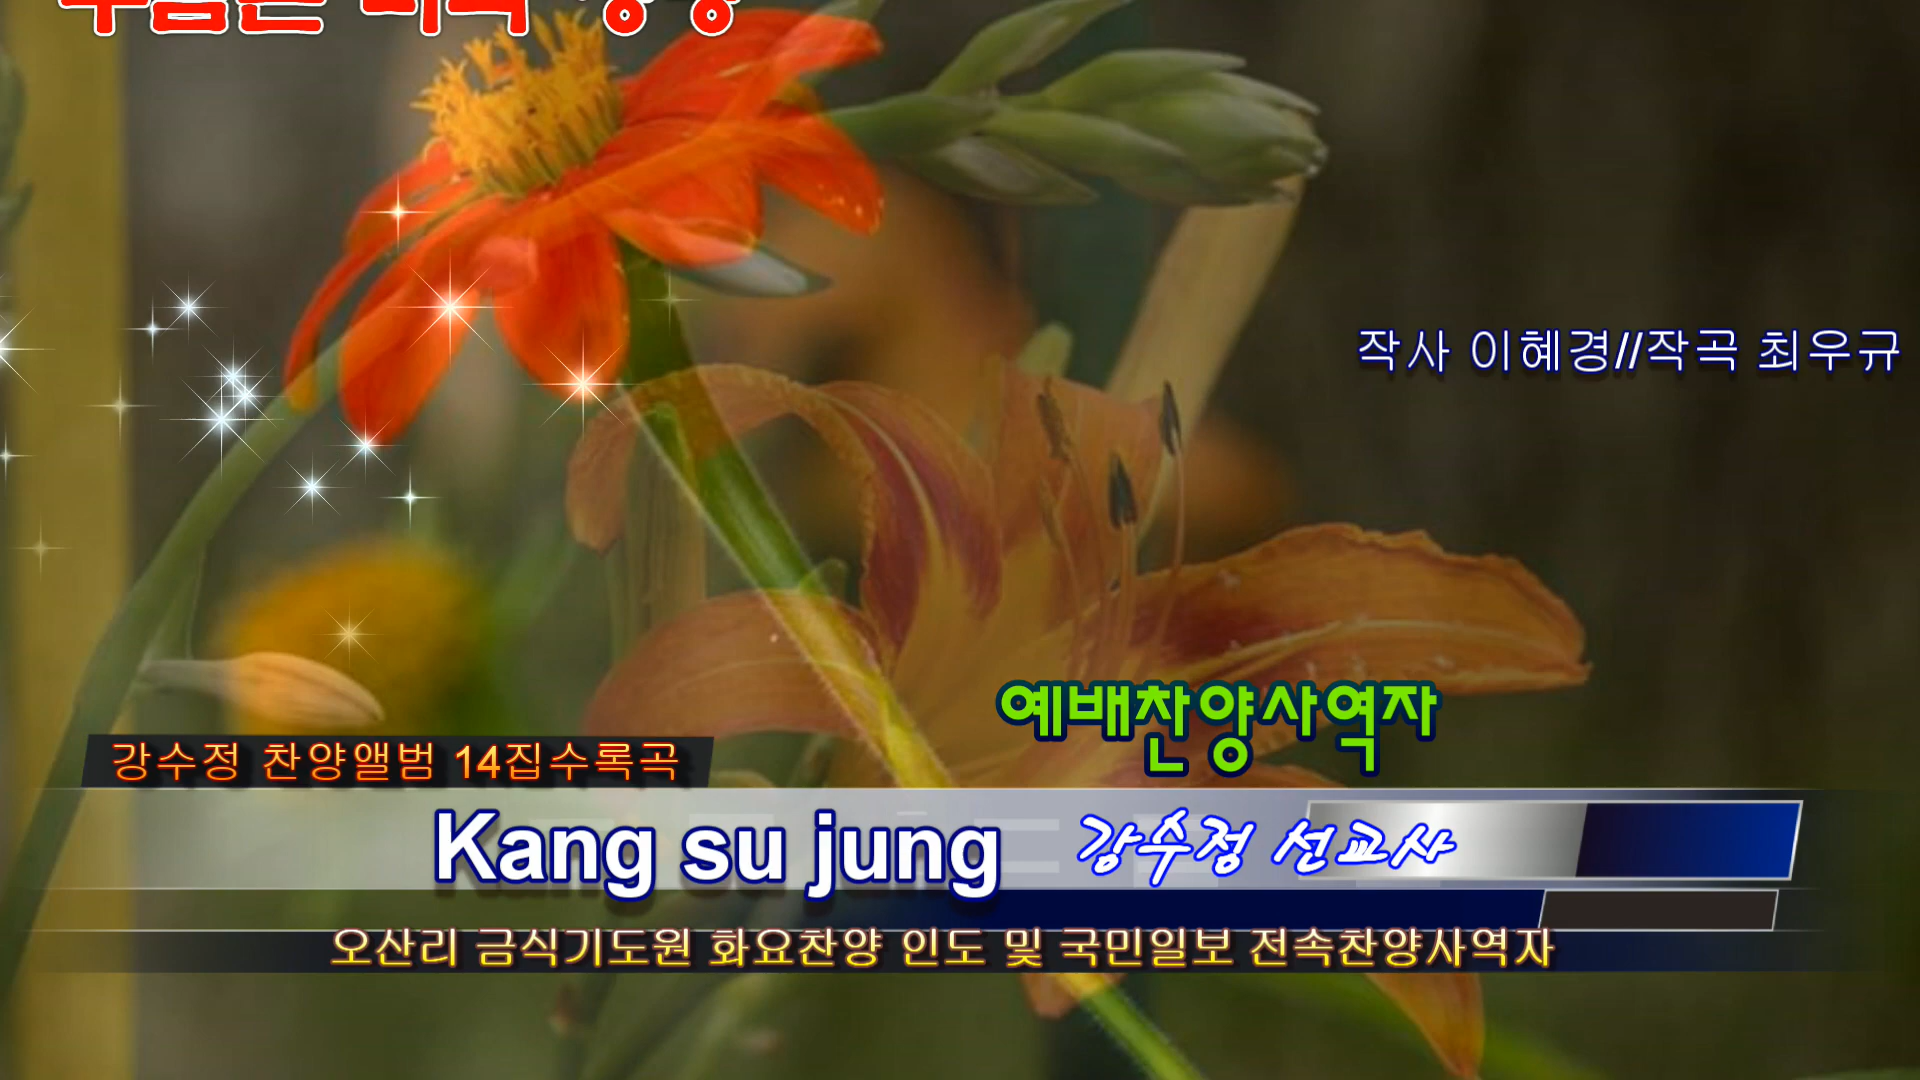 작사 이혜경//작곡 최우규
예배찬양사역자
강수정 찬양앨범 14집수록곡
Kang su jung 강수정 선교사
오산리 금식기도원 화요찬양 인도 및 국민일보 전속찬양사역자